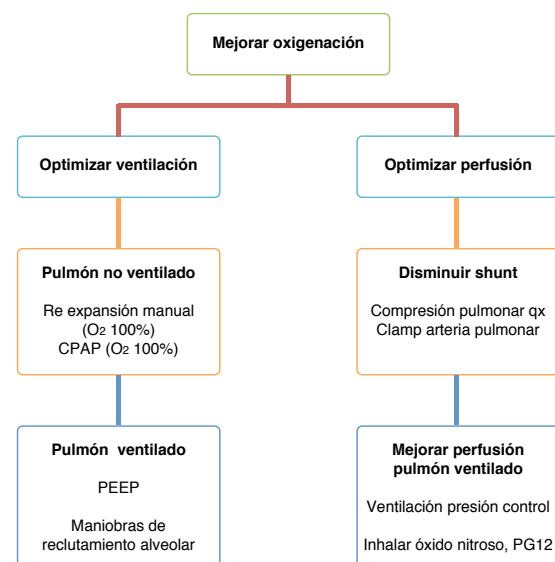 Mejorar oxigenación
Optimizar ventilación
Optimizar perfusión
Pulmón no ventilado
Re expansión manual
(O2 100%)
CPAP (O2 100%)
Disminuir shunt
Compresión pulmonar qx
Clamp arteria pulmonar
Pulmón ventilado
PEEP
Maniobras de
reclutamiento alveolar
Mejorar perfusión
pulmón ventilado
Ventilación presión control
Inhalar óxido nitroso, PG12